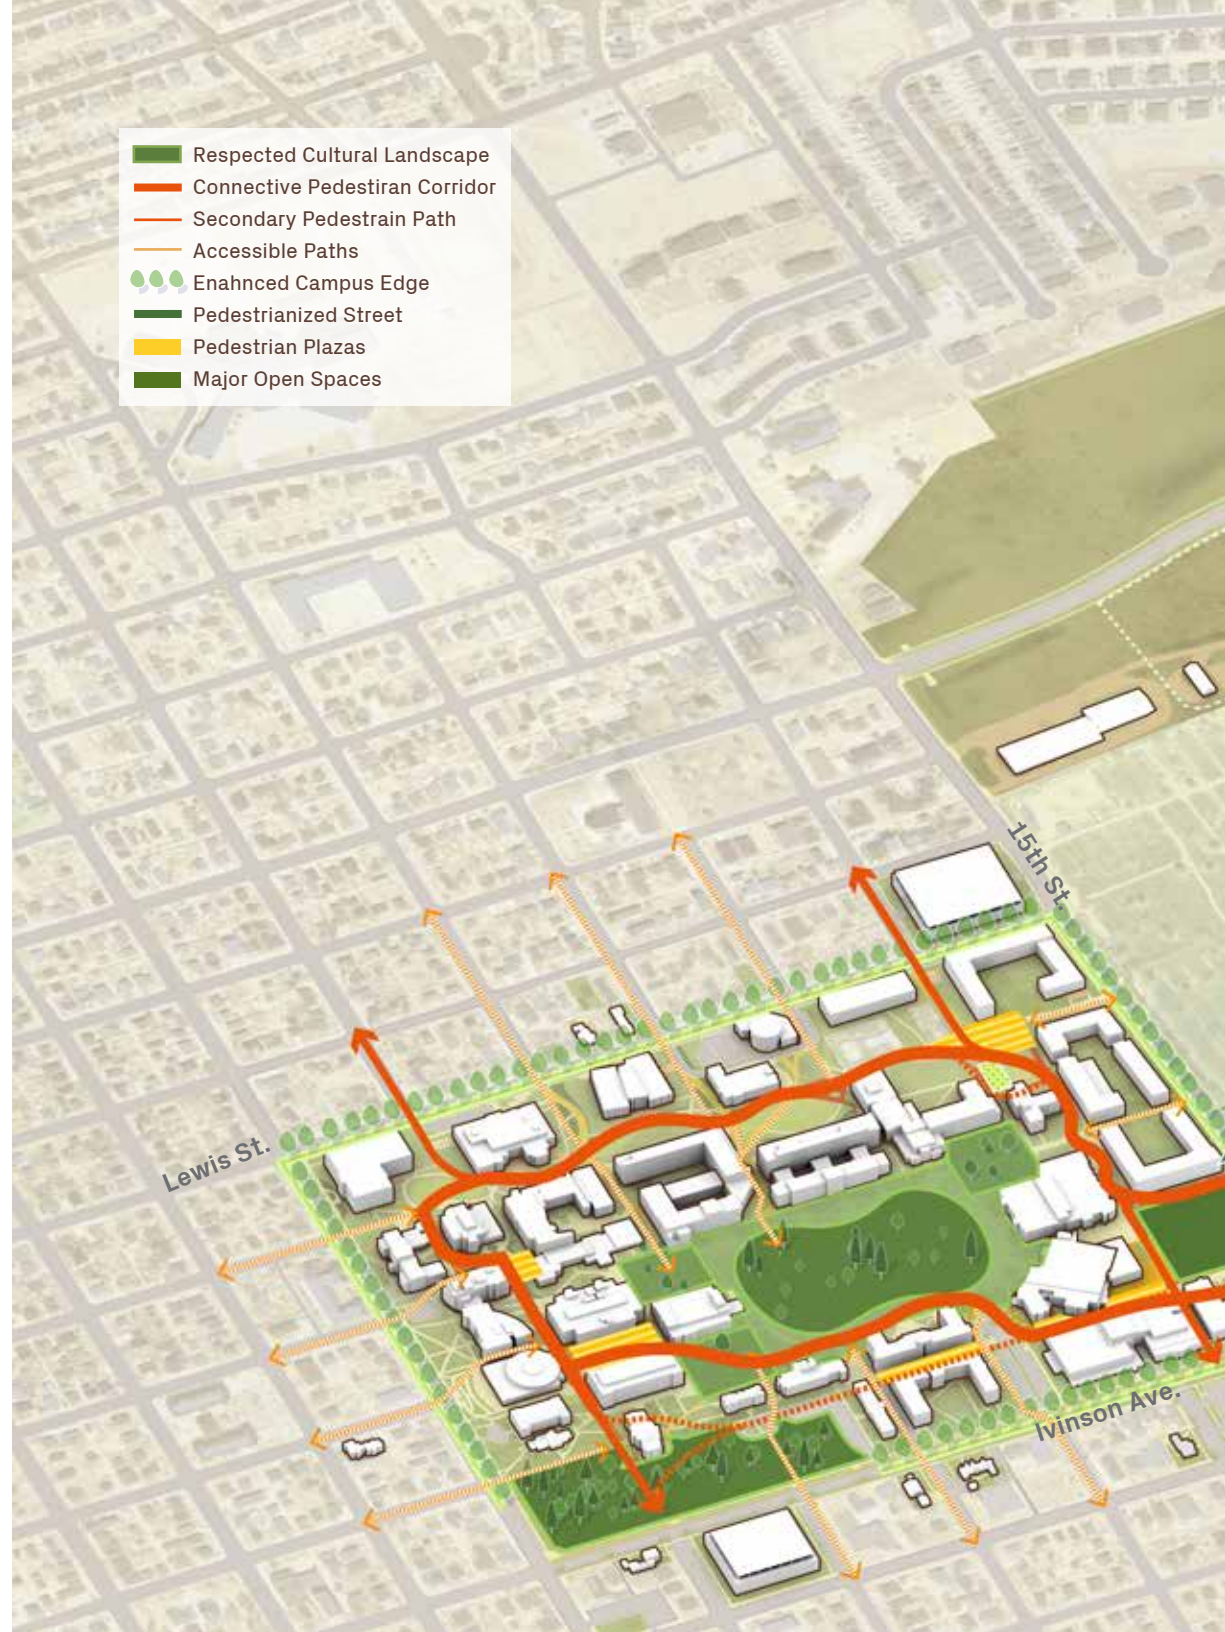 Respected Cultural Landscape
Connective Pedestiran Corridor
Secondary Pedestrain Path
Accessible Paths
Enahnced Campus Edge
Pedestrianized Street
Pedestrian Plazas
Major Open Spaces
15th St.
Lewis St.
Ivinson Ave.